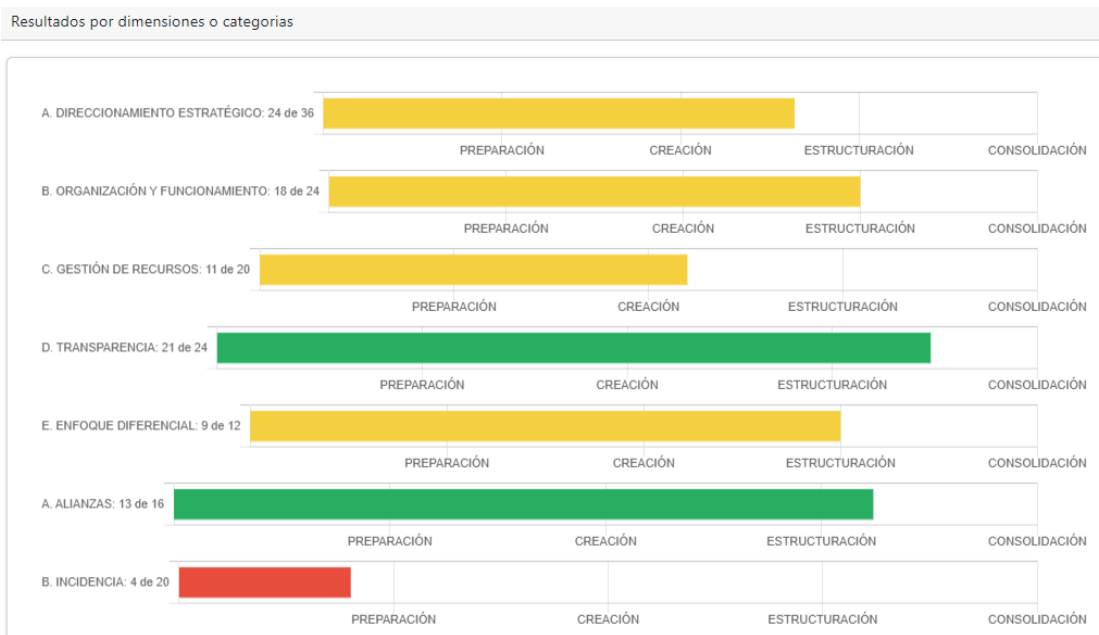 Resultados por dimensiones o categorias
A. DIRECCIONAMIENTO ESTRATÉGICO: 24 de 36
PREPARACIÓN CREACIÓN ESTRUCTURACIÓN CONSOLIDACIÓN
B. ORGANIZACIÓN Y FUNCIONAMIENTO: 18 de 24
PREPARACIÓN CREACIÓN ESTRUCTURACIÓN CONSOLIDACIÓN
C. GESTIÓN DE RECURSOS: 11 de 20
PREPARACIÓN CREACIÓN ESTRUCTURACIÓN CONSOLIDACIÓN
D. TRANSPARENCIA: 21 de 24
PREPARACIÓN CREACIÓN ESTRUCTURACIÓN CONSOLIDACIÓN
E. ENFOQUE DIFERENCIAL: 9 de 12
PREPARACIÓN CREACIÓN ESTRUCTURACIÓN CONSOLIDACIÓN
A. ALIANZAS: 13 de 16
PREPARACIÓN CREACIÓN ESTRUCTURACIÓN CONSOLIDACIÓN
B. INCIDENCIA: 4 de 20
PREPARACIÓN CREACIÓN ESTRUCTURACIÓN CONSOLIDACIÓN